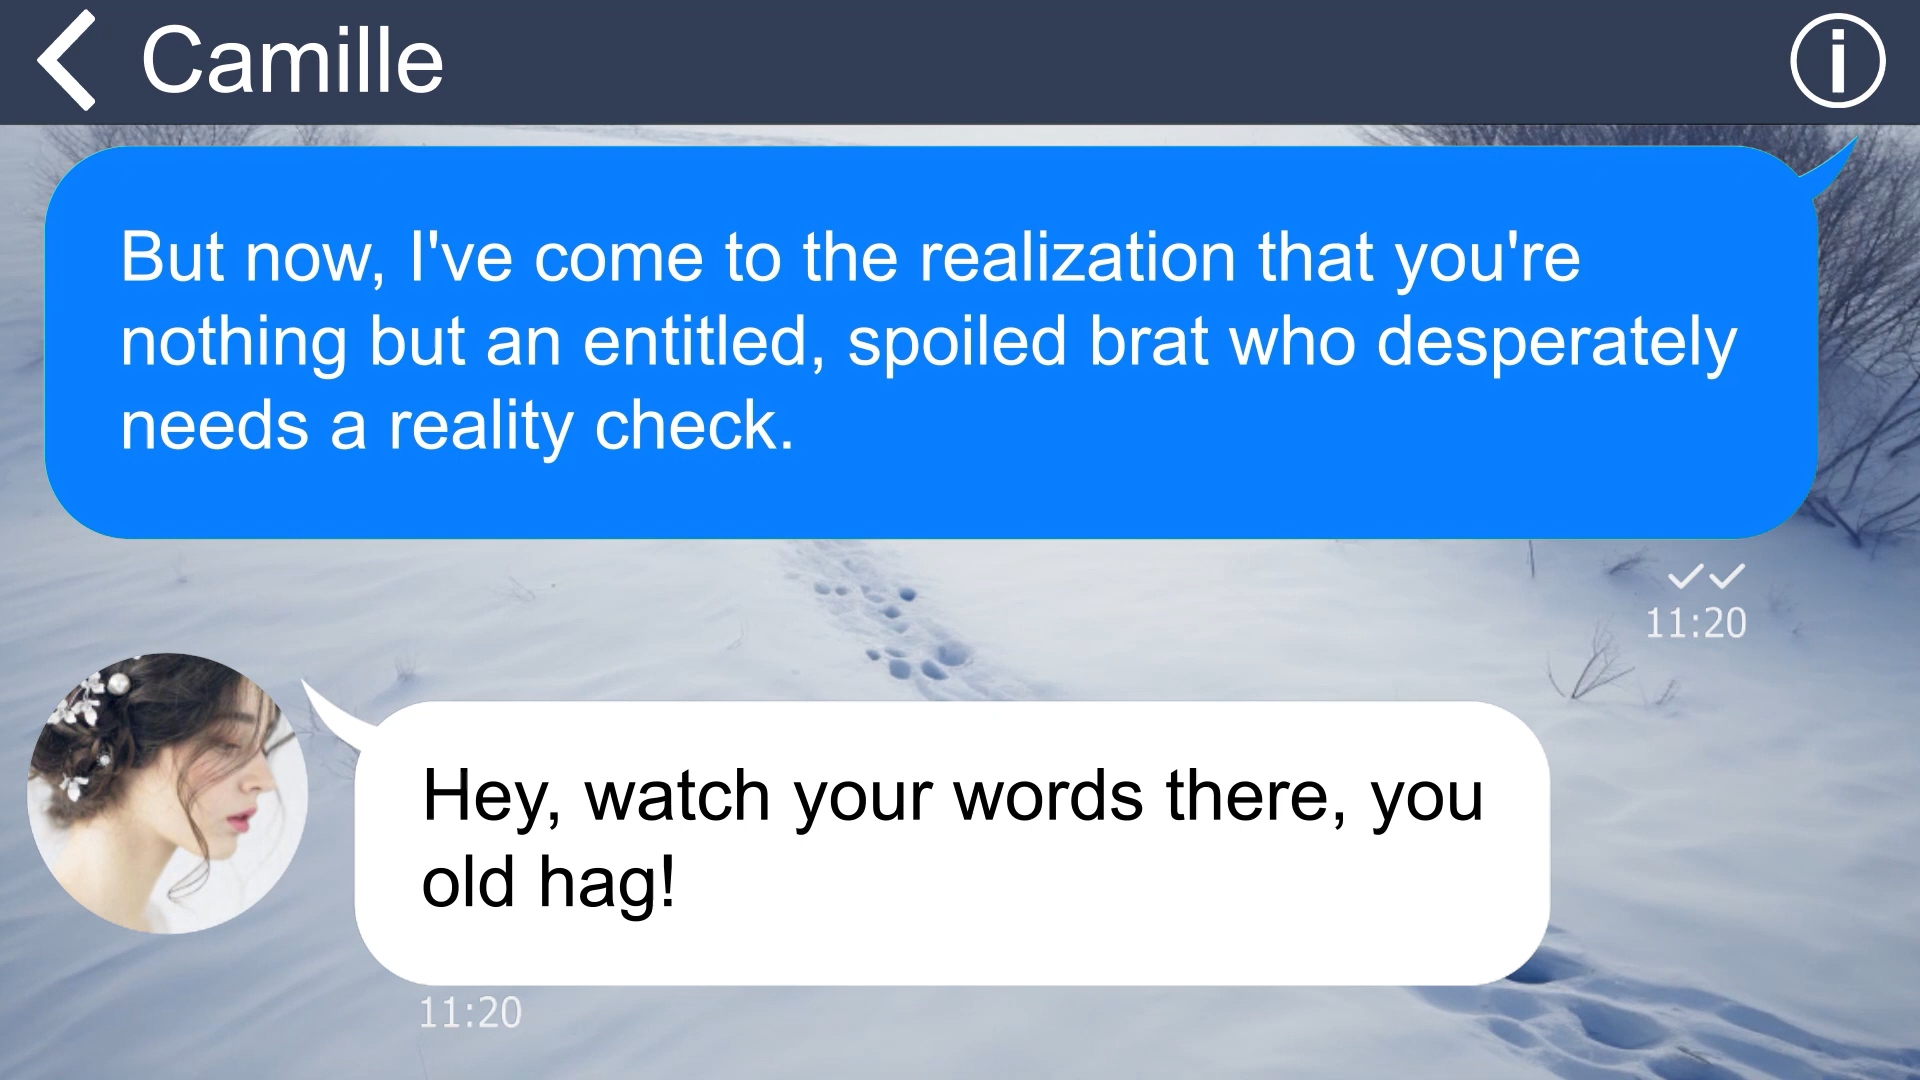 Camille
But now, I've come to the realization that you're
nothing but an entitled, spoiled brat who desperately
needs a reality check.
11:20
Hey, watch your words there, you
old hag!
11:20